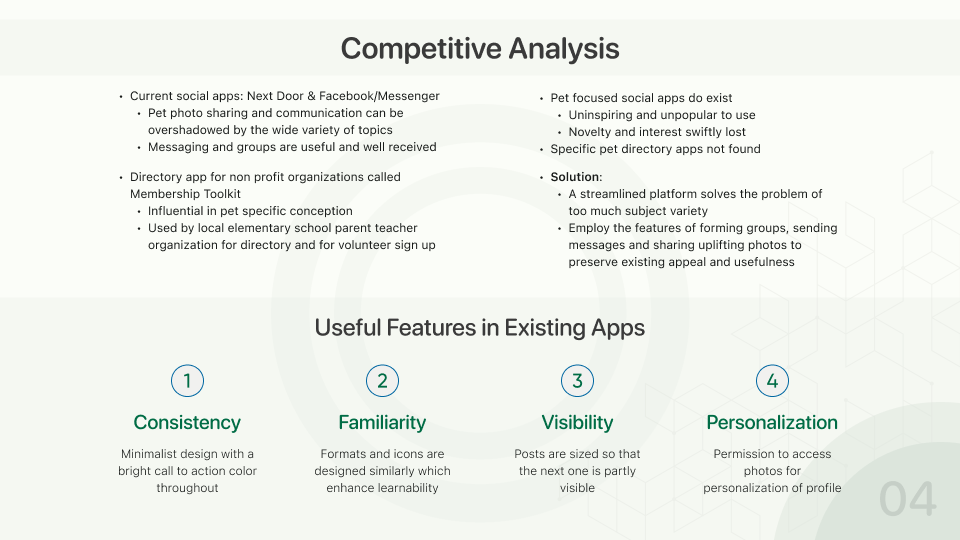 Competitive Analysis
• Current social apps: Next Door & Facebook/Messenger
• Pet photo sharing and communication can be
overshadowed by the wide variety of topics
• Messaging and groups are useful and well received
• Directory app for non profit organizations called
Membership Toolkit
• Influential in pet specific conception
• Used by local elementary school parent teacher
organization for directory and for volunteer sign up
• Pet focused social apps do exist
• Uninspiring and unpopular to use
• Novelty and interest swiftly lost
• Specific pet directory apps not found
• Solution:
• A streamlined platform solves the problem of
too much subject variety
• Employ the features of forming groups, sending
messages and sharing uplifting photos to
preserve existing appeal and usefulness
Useful Features in Existing Apps
1
Consistency
Minimalist design with a
bright call to action color
throughout
2
Familiarity
Formats and icons are
designed similarly which
enhance learnability
3
Visibility
Posts are sized so that
the next one is partly
visible
4
Personalization
Permission to access
photos for
personalization of profile
04